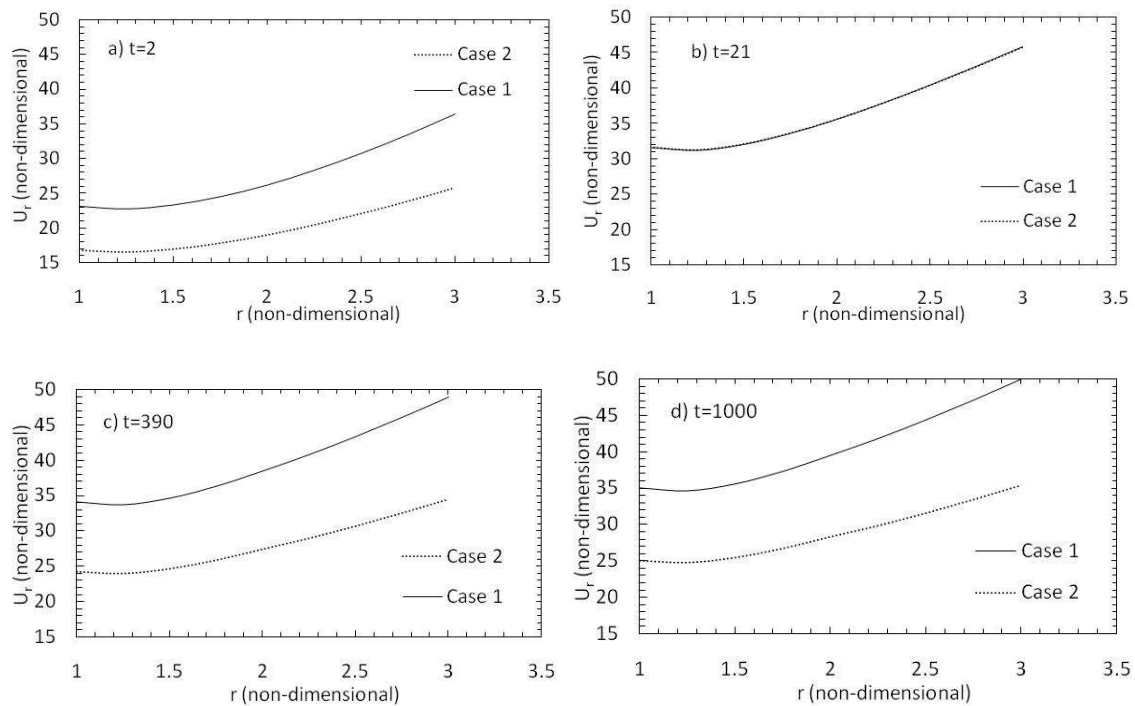 50
45
40
35
30
25
20
15
U_r (non-dimensional)
a) t=2
Case 2
Case 1
1 1.5 2 2.5 3 3.5
r (non-dimensional)
50
45
40
35
30
25
20
15
U_r (non-dimensional)
b) t=21
Case 1
Case 2
1 1.5 2 2.5 3 3.5
r (non-dimensional)
50
45
40
35
30
25
20
15
U_r (non-dimensional)
c) t=390
Case 2
Case 1
1 1.5 2 2.5 3 3.5
r (non-dimensional)
50
45
40
35
30
25
20
15
U_r (non-dimensional)
d) t=1000
Case 1
Case 2
1 1.5 2 2.5 3 3.5
r (non-dimensional)